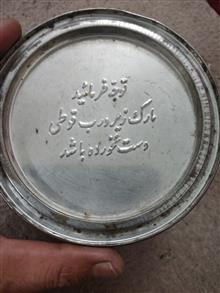 توجه فرمائید
مارک زیر درب قوطی
دست نخورده باشد